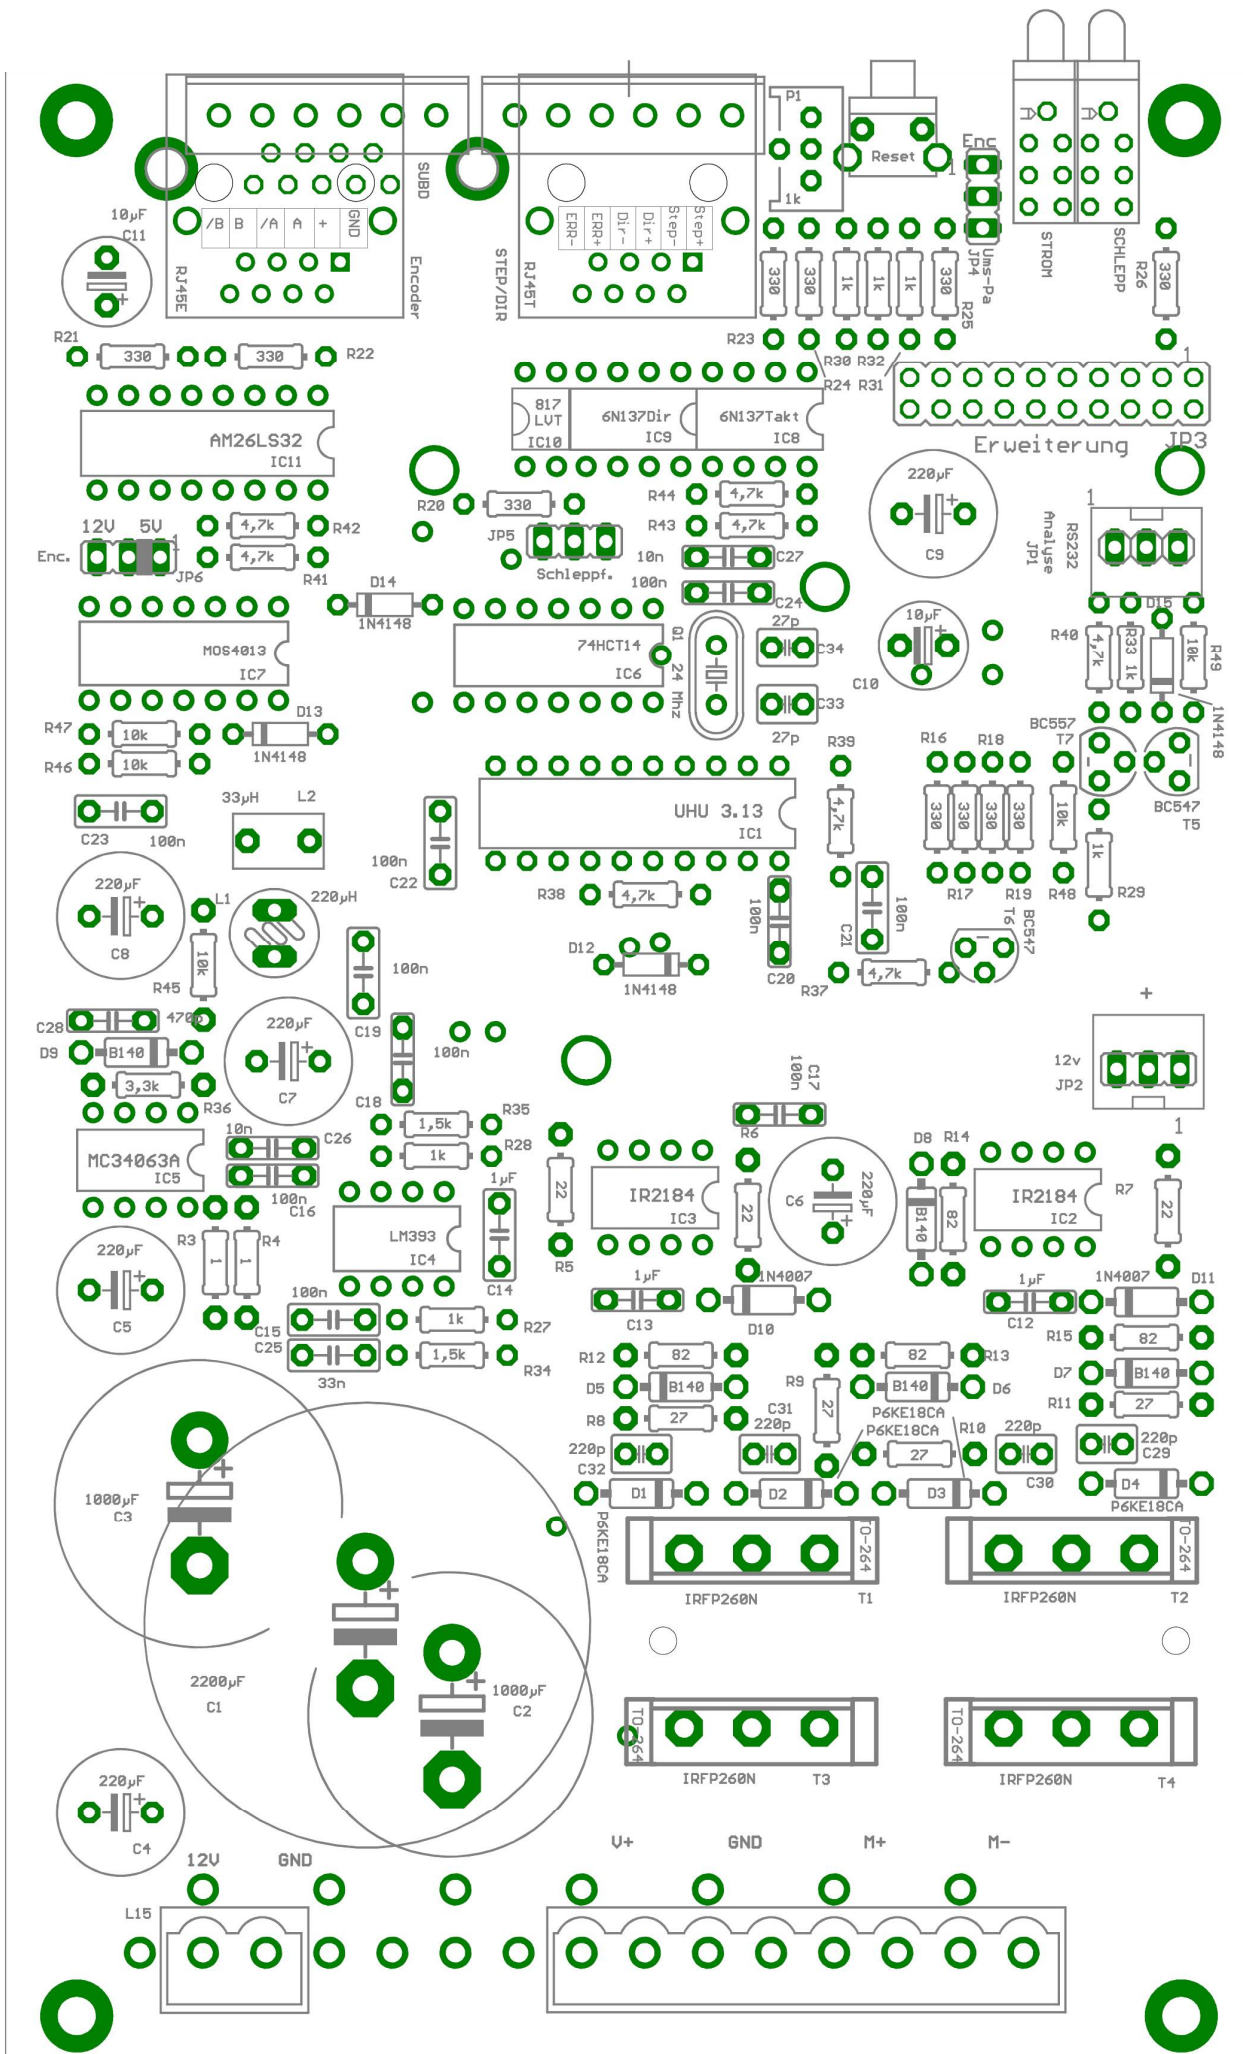 P1
1k
Reset
Enc
1
JP4
Ums-Pa
STROM
SCHLEPP
10µF
C11
SUBD
/B
B
/A
A
+
GND
RJ45E
Encoder
ERR-
ERR+
Dir-
Dir+
Step-
Step+
STEP/DIR
RJ45T
330
330
1k
1k
1k
330
R25
R26
330
R21
330
330
R22
R23
R30
R32
R24
R31
1
Erweiterung
JP3
AM26LS32
IC11
817
LVT
IC10
6N137Dir
IC9
6N137Takt
IC8
220µF
C9
R20
330
R44
4,7k
R43
4,7k
12V
5V
Enc.
1
JP6
4,7k
R42
4,7k
R41
JP5
Schleppf.
10n
C27
100n
C24
1
Analyse
JP1
RS232
D14
1N4148
MOS4013
IC7
74HCT14
IC6
Q1
24 Mhz
27p
C34
C33
27p
10µF
C10
R40
4,7k
R33
1k
D15
10k
R49
1N4148
R47
10k
R46
10k
D13
1N4148
BC557
T7
BC547
T5
C23
100n
33µH
L2
100n
C22
UHU 3.13
IC1
R39
4,7k
R16
R18
330
330
330
330
10k
R17
R19
R48
1k
R29
220µF
C8
L1
220µH
R45
10k
R38
4,7k
100n
C20
C21
100n
T6
BC547
D12
1N4148
R37
4,7k
100n
C19
C28
470p
D9
B140
3,3k
R36
220µF
C7
C18
100n
+
12v
JP2
1
MC34063A
IC5
10n
C26
100n
C16
1,5k
R35
1k
R28
22
R5
100n
C17
R6
22
IR2184
IC3
C6
220µF
D8
R14
B140
82
IR2184
IC2
R7
22
220µF
C5
R3
1
R4
1
LM393
IC4
1µF
C14
100n
C15
C25
33n
1k
R27
1,5k
R34
1µF
C13
1N4007
D10
1µF
C12
1N4007
D11
R12
82
D5
B140
R8
27
R9
27
82
R13
B140
D6
R15
82
D7
B140
R11
27
C31
220p
P6KE18CA
P6KE18CA
R10
27
220p
C32
220p
C30
220p
C29
D1
D2
D3
D4
P6KE18CA
P6KE18CA
1000µF
C3
2200µF
C1
1000µF
C2
TO-264
IRFP260N
T1
TO-264
IRFP260N
T2
TO-264
IRFP260N
T3
TO-264
IRFP260N
T4
220µF
C4
12V
GND
V+
GND
M+
M-
L15